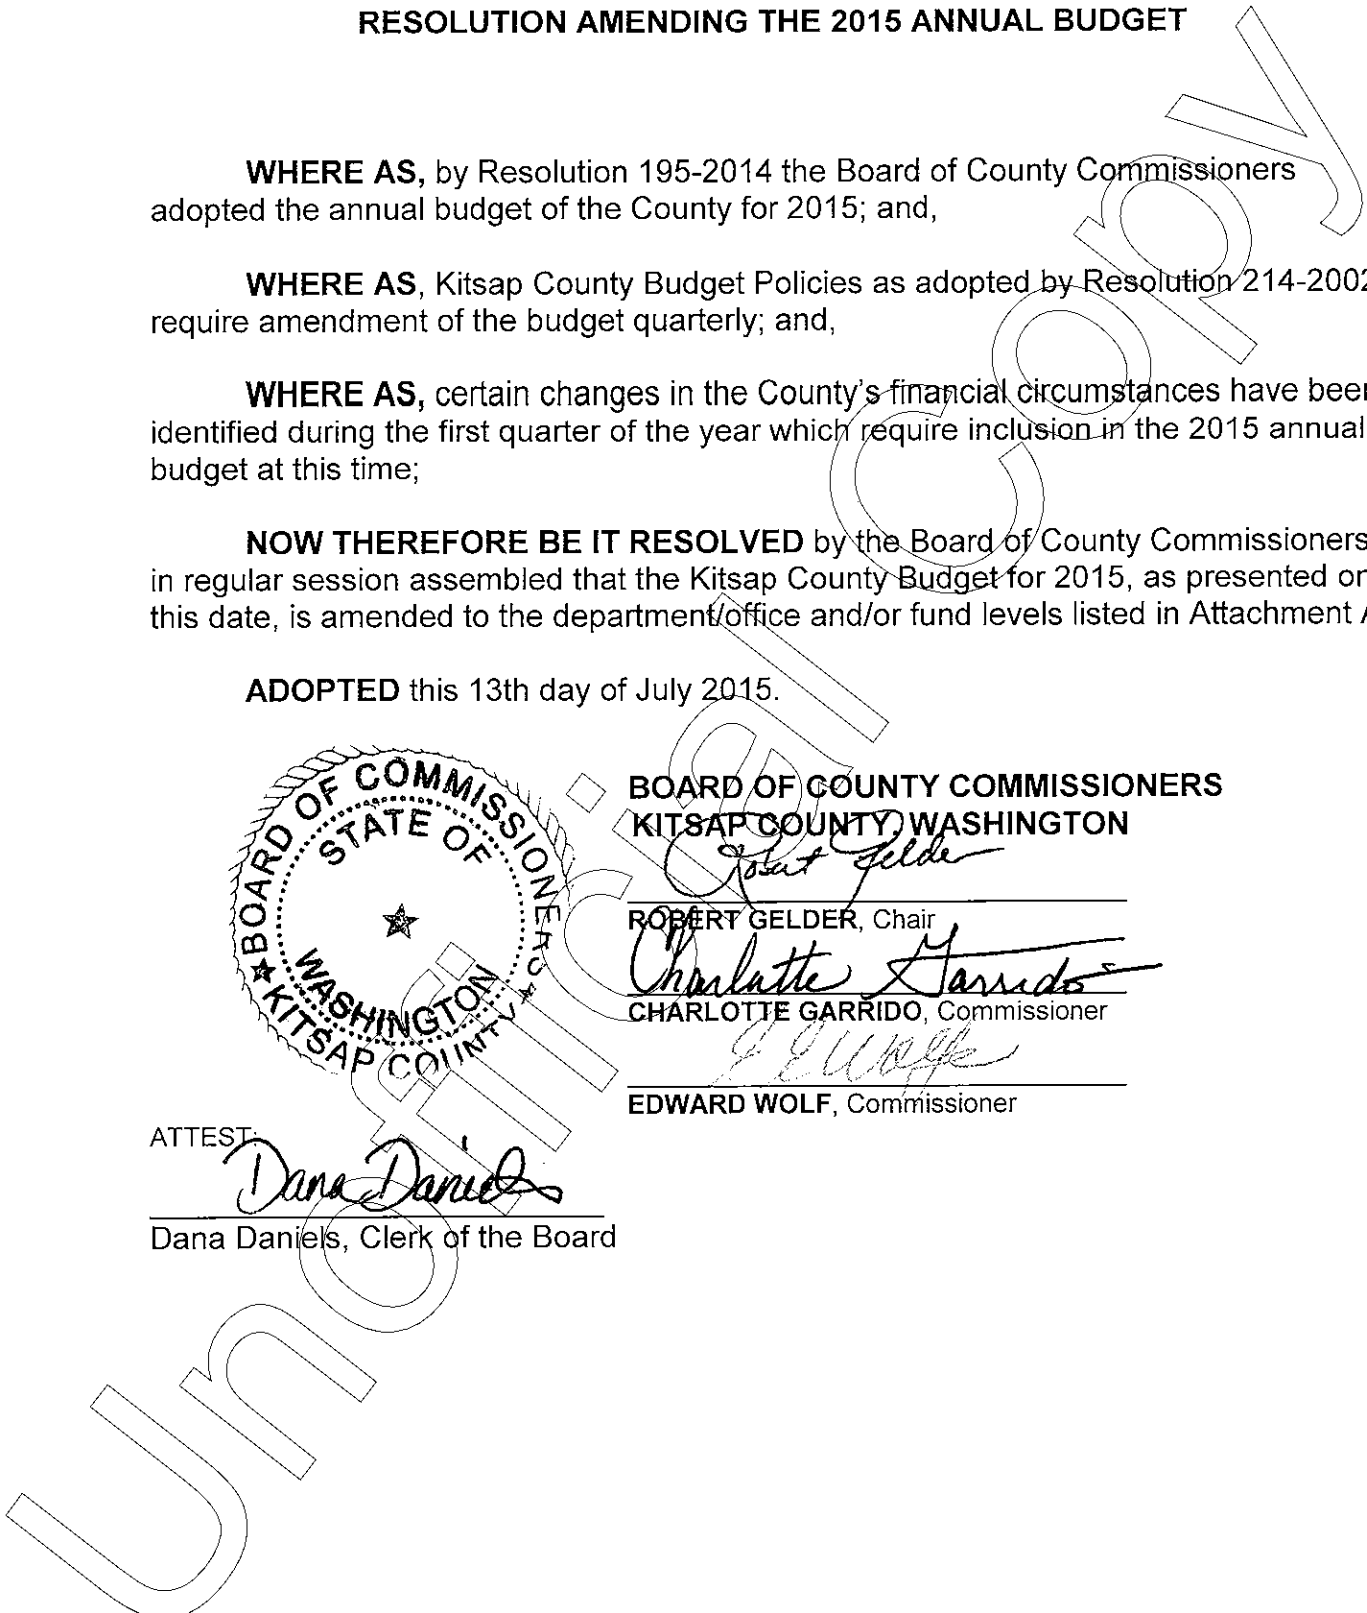 RESOLUTION AMENDING THE 2015 ANNUAL BUDGET
WHERE AS, by Resolution 195-2014 the Board of County Commissioners
adopted the annual budget of the County for 2015; and,
WHERE AS, Kitsap County Budget Policies as adopted by Resolution 214-2002
require amendment of the budget quarterly; and,
WHERE AS, certain changes in the County's financial circumstances have been
identified during the first quarter of the year which require inclusion in the 2015 annual
budget at this time;
NOW THEREFORE BE IT RESOLVED by the Board of County Commissioners
in regular session assembled that the Kitsap County Budget for 2015, as presented on
this date, is amended to the department/office and/or fund levels listed in Attachment A
ADOPTED this 13th day of July 2015.
BOARD OF COMMISSIONERS
STATE OF
WASHINGTON
KITSAP COUNTY
BOARD OF COUNTY COMMISSIONERS
KITSAP COUNTY, WASHINGTON
Robert Gelder
ROBERT GELDER, Chair
Charlotte Garrido
CHARLOTTE GARRIDO, Commissioner
E E Wolfe
EDWARD WOLF, Commissioner
ATTEST:
Dana Daniels
Dana Daniels, Clerk of the Board
Unofficial Copy